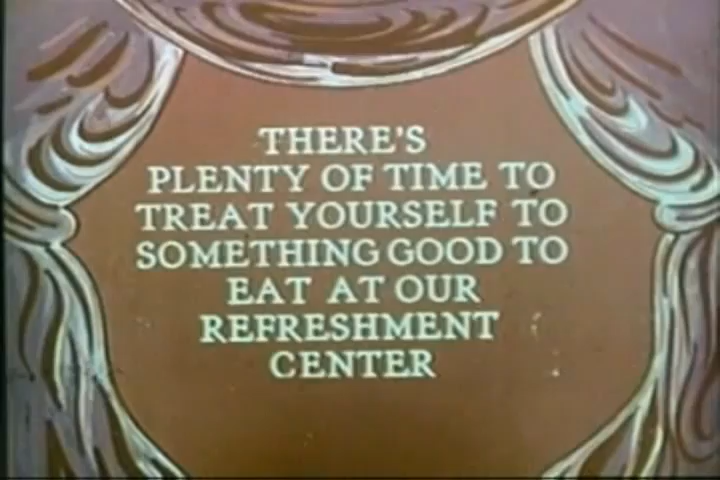 THERE'S
PLENTY OF TIME TO
TREAT YOURSELF TO
SOMETHING GOOD TO
EAT AT OUR
REFRESHMENT
CENTER